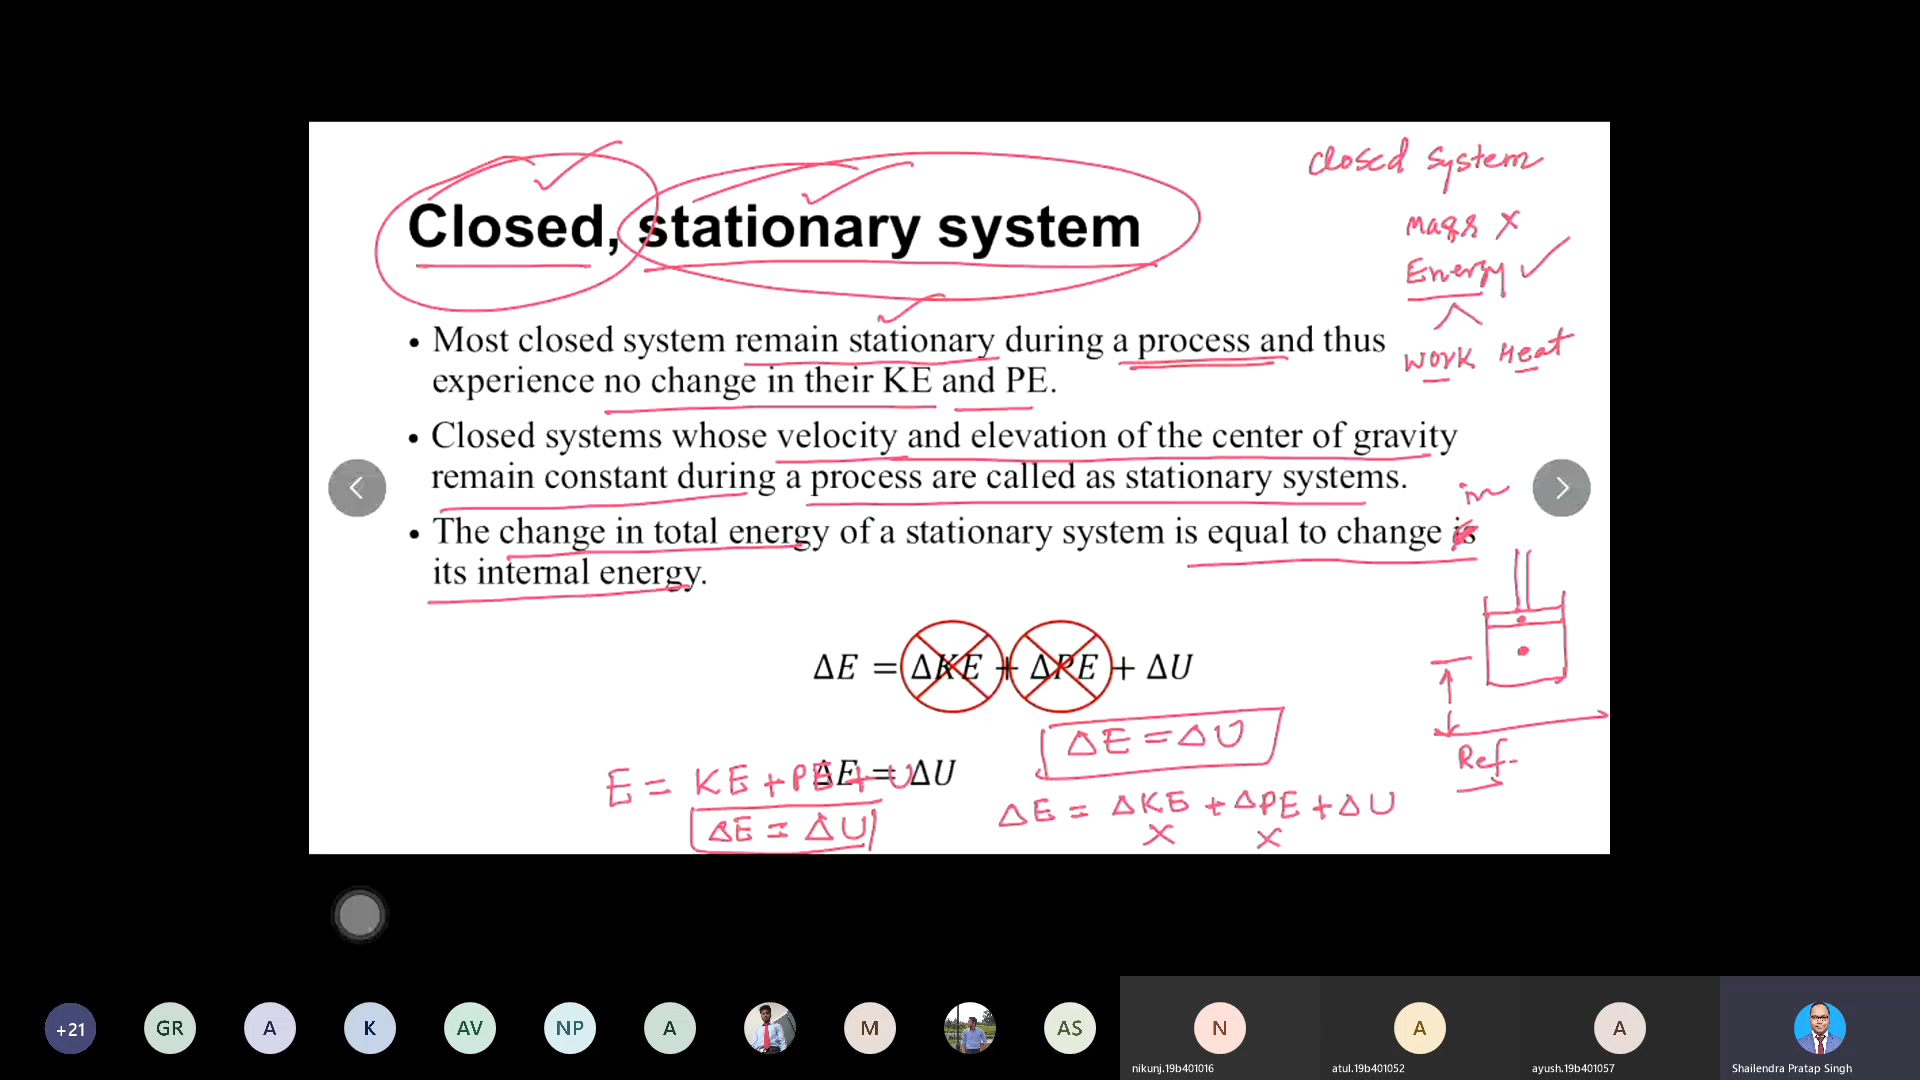 closed system
mass X
Energy ✓
work Heat
Closed, stationary system
• Most closed system remain stationary during a process and thus
experience no change in their KE and PE.
• Closed systems whose velocity and elevation of the center of gravity
remain constant during a process are called as stationary systems.
in
• The change in total energy of a stationary system is equal to change is
its internal energy.
ΔE = ΔKE + ΔPE + ΔU
ΔE = ΔU
Ref.
ΔE = ΔU
E = KE + PE + U
ΔE = ΔKE + ΔPE + ΔU
X X
ΔE = ΔU
+21 GR A K AV NP A M AS N A A
nikunj.19b401016 atul.19b401052 ayush.19b401057 Shailendra Pratap Singh